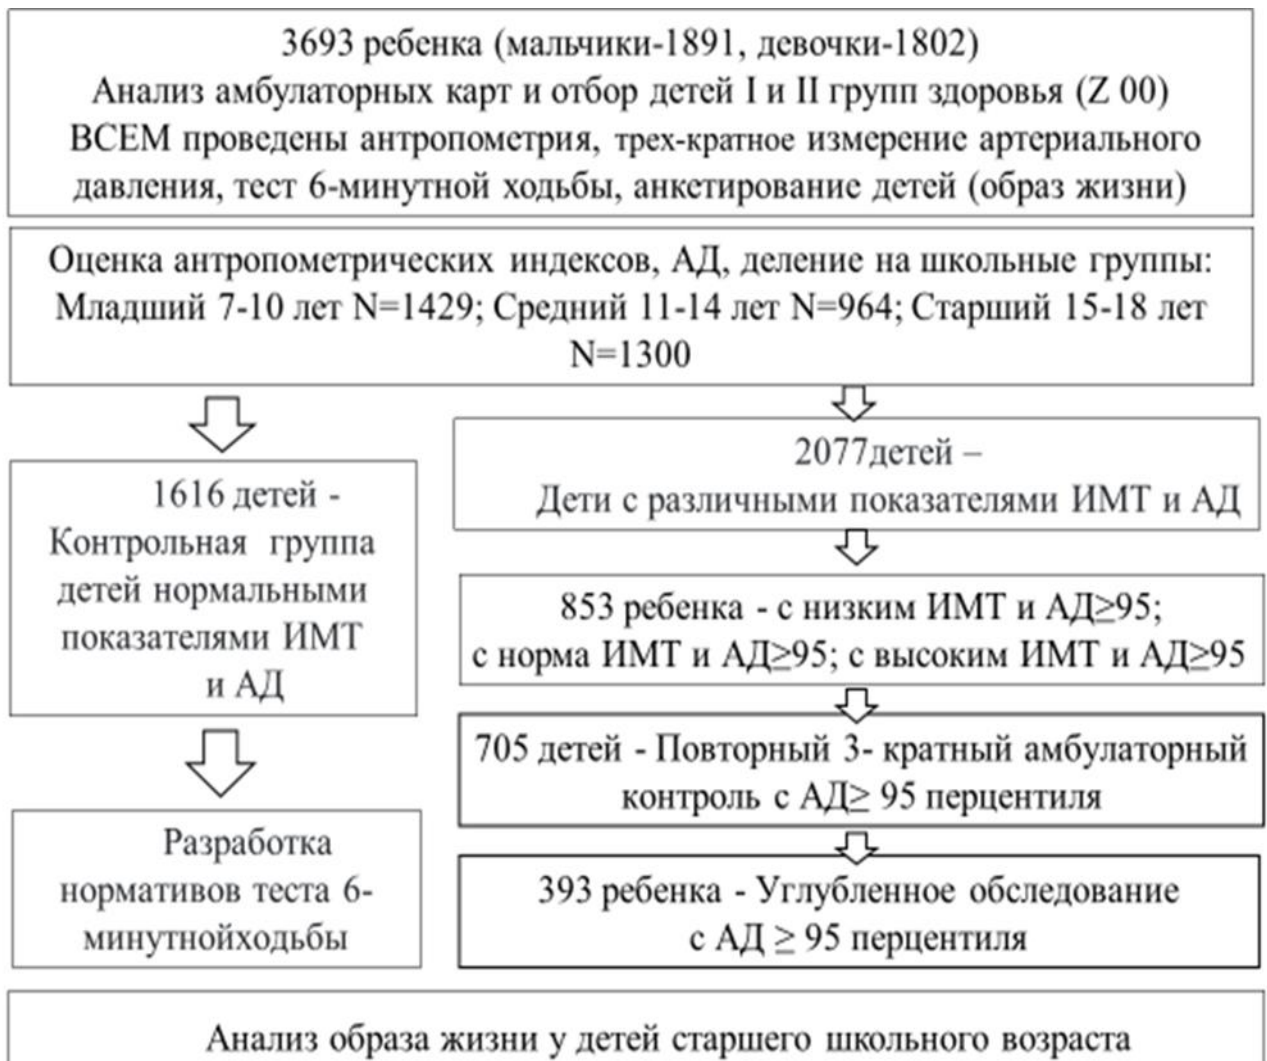 3693 ребенка (мальчики-1891, девочки-1802)
Анализ амбулаторных карт и отбор детей I и II групп здоровья (Z 00)
ВСЕМ проведены антропометрия, трех-кратное измерение артериального
давления, тест 6-минутной ходьбы, анкетирование детей (образ жизни)
Оценка антропометрических индексов, АД, деление на школьные группы:
Младший 7-10 лет N=1429; Средний 11-14 лет N=964; Старший 15-18 лет
N=1300
1616 детей -
Контрольная группа
детей нормальными
показателями ИМТ
и АД
Разработка
нормативов теста 6-
минутнойходьбы
2077детей –
Дети с различными показателями ИМТ и АД
853 ребенка - с низким ИМТ и АД≥95;
с норма ИМТ и АД≥95; с высоким ИМТ и АД≥95
705 детей - Повторный 3- кратный амбулаторный
контроль с АД≥ 95 перцентиля
393 ребенка - Углубленное обследование
с АД ≥ 95 перцентиля
Анализ образа жизни у детей старшего школьного возраста